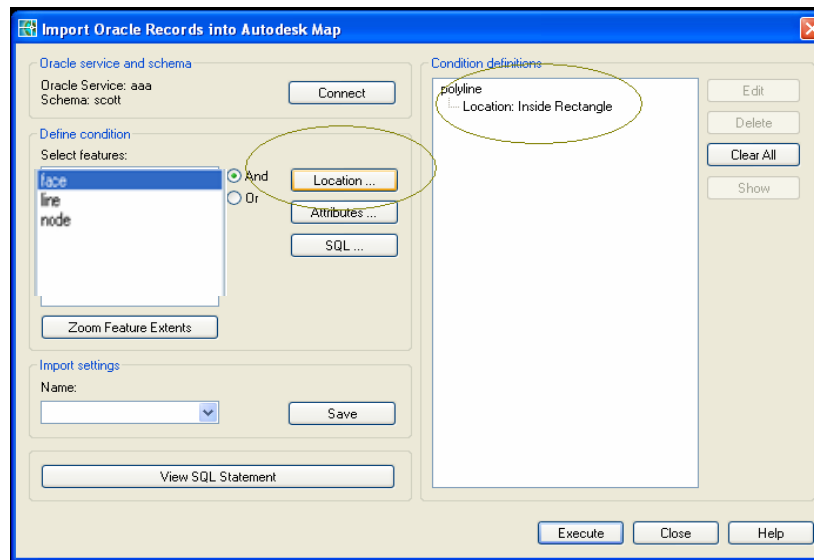 Import Oracle Records into Autodesk Map
Oracle service and schema
Oracle Service: aaa
Schema: scott
Connect
Define condition
Select features:
face
line
node
And
Or
Location ...
Attributes ...
SQL ...
Zoom Feature Extents
Import settings
Name:
Save
View SQL Statement
Condition definitions
polyline
Location: Inside Rectangle
Edit
Delete
Clear All
Show
Execute
Close
Help